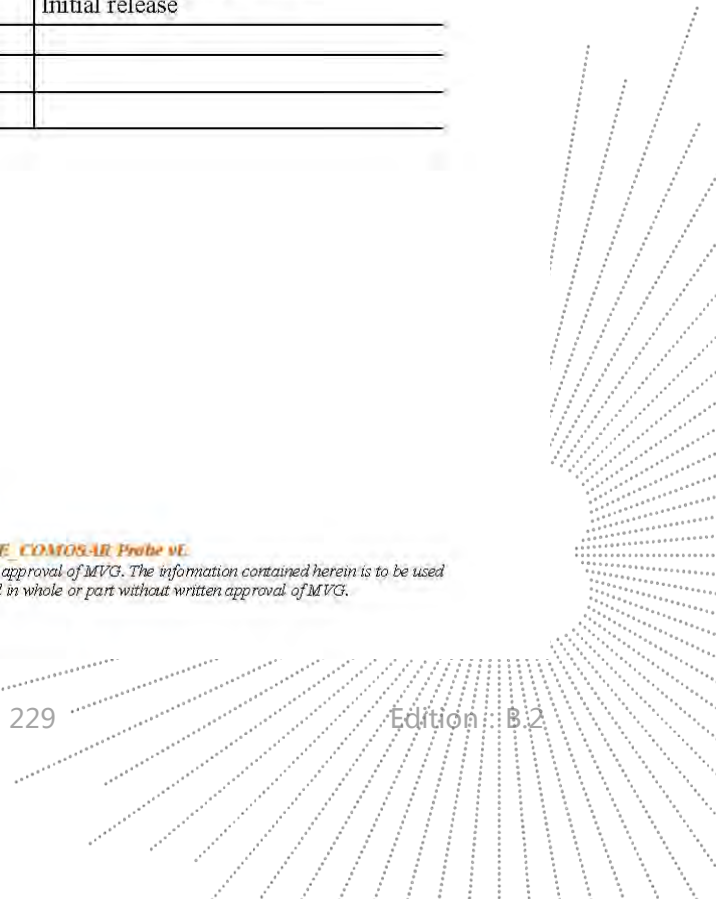 Initial release
E_COMOSAR Probe vL
approval of MVG. The information contained herein is to be used
in whole or part without written approval of MVG.
229
Edition : B.2